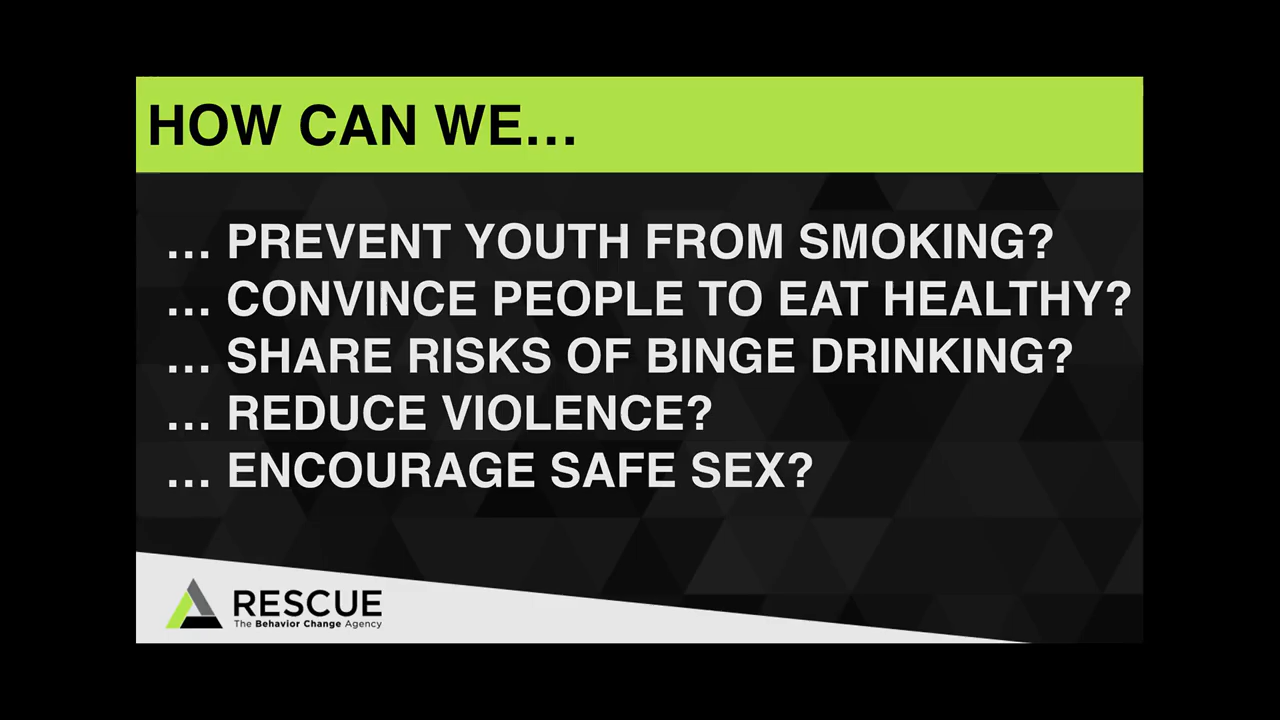 HOW CAN WE...
... PREVENT YOUTH FROM SMOKING?
... CONVINCE PEOPLE TO EAT HEALTHY?
... SHARE RISKS OF BINGE DRINKING?
... REDUCE VIOLENCE?
... ENCOURAGE SAFE SEX?
RESCUE
The Behavior Change Agency